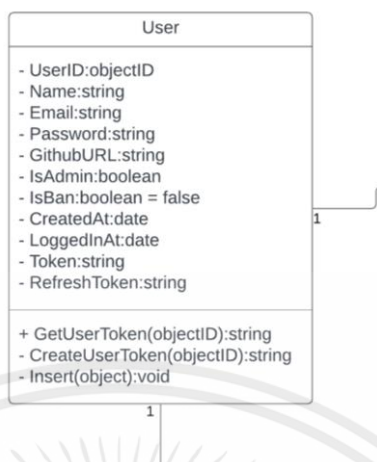 User
- UserID:objectID
- Name:string
- Email:string
- Password:string
- GithubURL:string
- IsAdmin:boolean
- IsBan:boolean = false
- CreatedAt:date
- LoggedInAt:date
- Token:string
- RefreshToken:string
1
+ GetUserToken(objectID):string
- CreateUserToken(objectID):string
- Insert(object):void
1